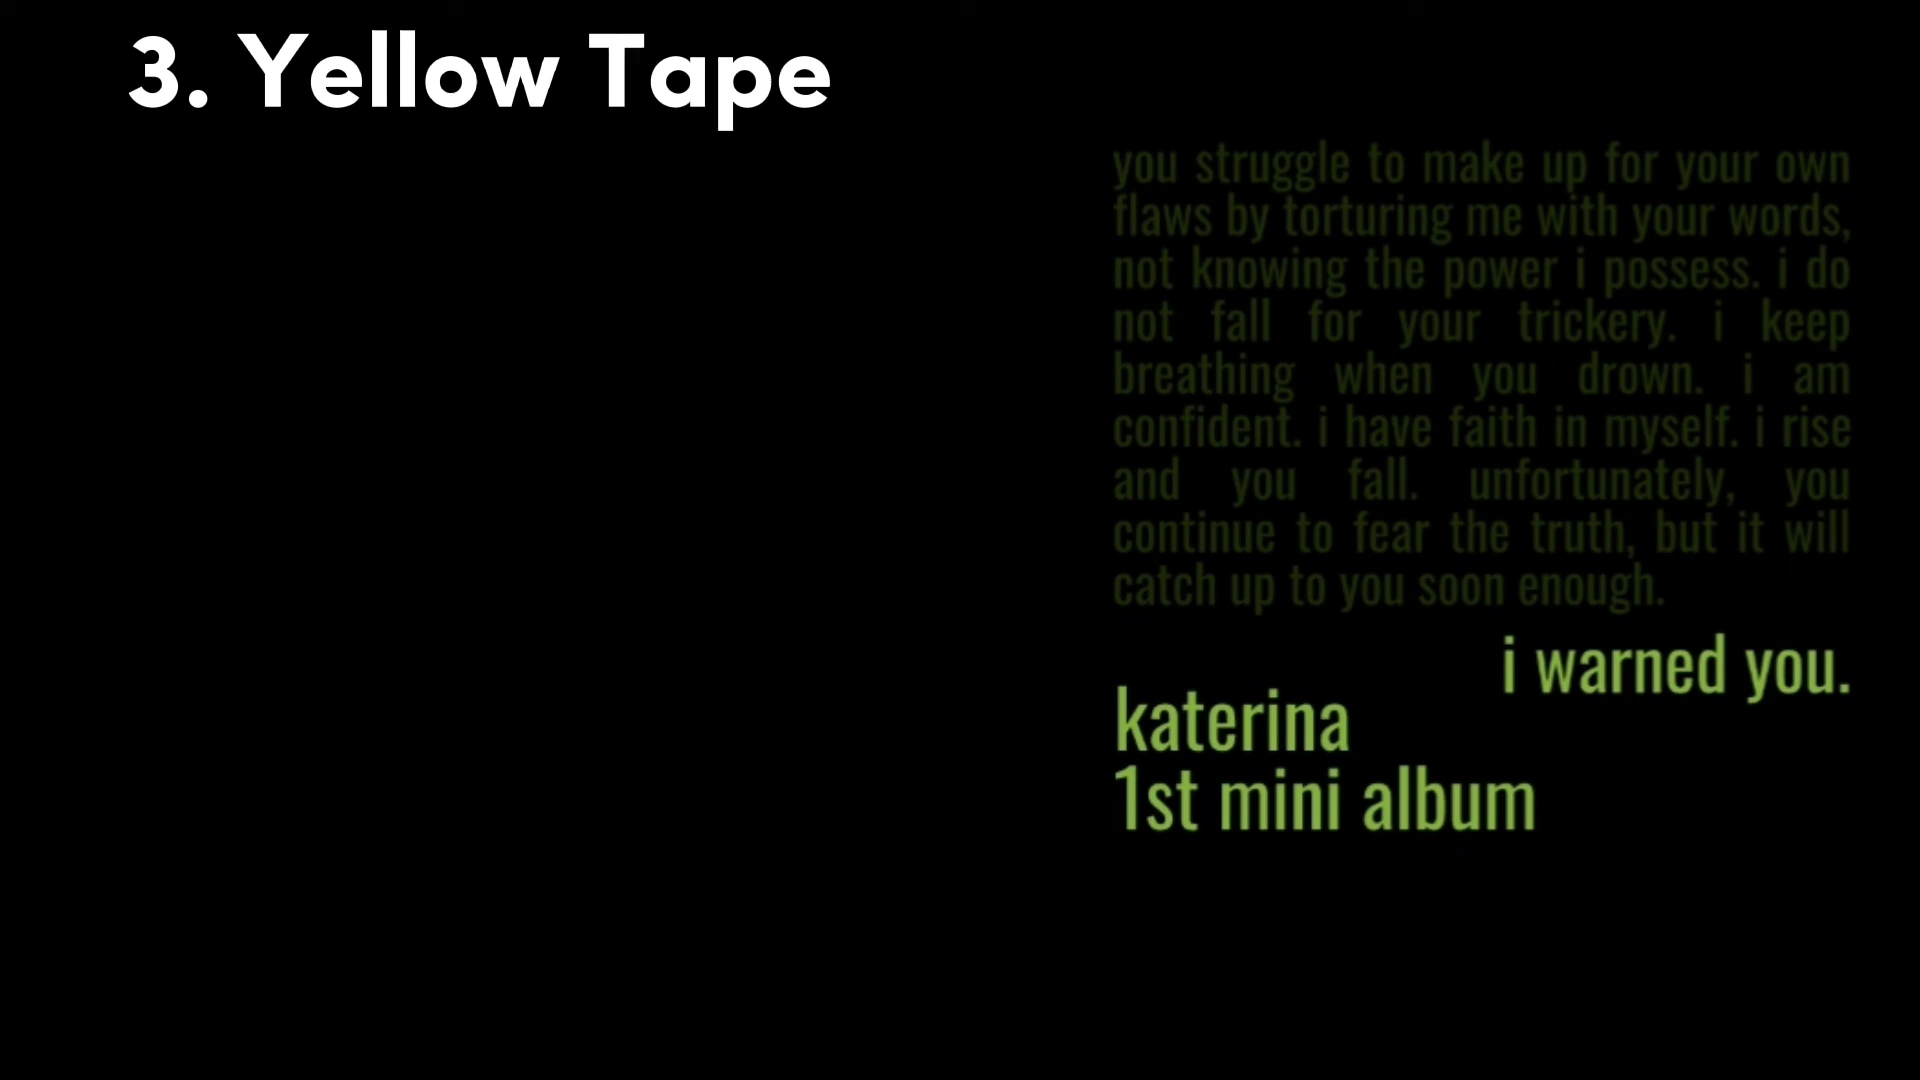 3. Yellow Tape
you struggle to make up for your own
flaws by torturing me with your words,
not knowing the power i possess. i do
not fall for your trickery. i keep
breathing when you drown. i am
confident. i have faith in myself. i rise
and you fall. unfortunately, you
continue to fear the truth, but it will
catch up to you soon enough.
i warned you.
katerina
1st mini album